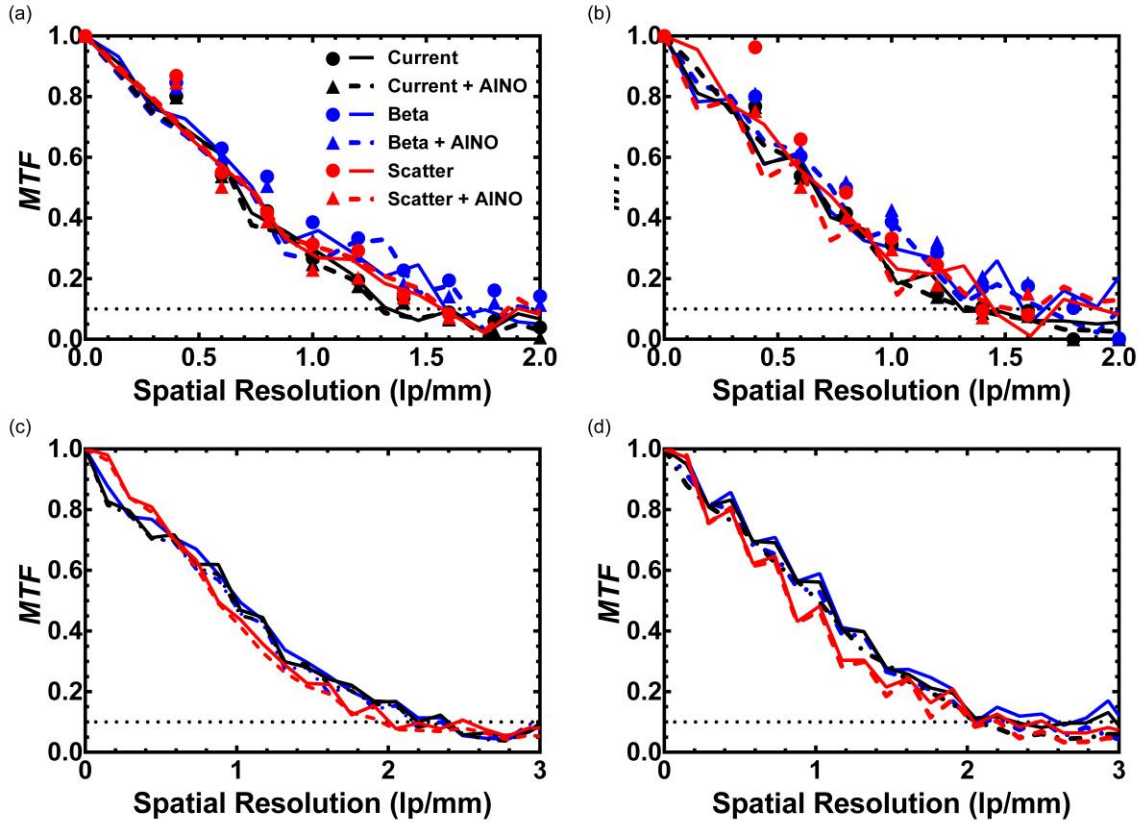 (a)
MTF
1.0
0.8
0.6
0.4
0.2
0.0
0.0
0.5
1.0
1.5
2.0
Spatial Resolution (lp/mm)
Current
Current + AINO
Beta
Beta + AINO
Scatter
Scatter + AINO
(b)
1.0
0.8
0.6
0.4
0.2
0.0
0.0
0.5
1.0
1.5
2.0
Spatial Resolution (lp/mm)
(c)
MTF
1.0
0.8
0.6
0.4
0.2
0.0
0
1
2
3
Spatial Resolution (lp/mm)
(d)
MTF
1.0
0.8
0.6
0.4
0.2
0.0
0
1
2
3
Spatial Resolution (lp/mm)